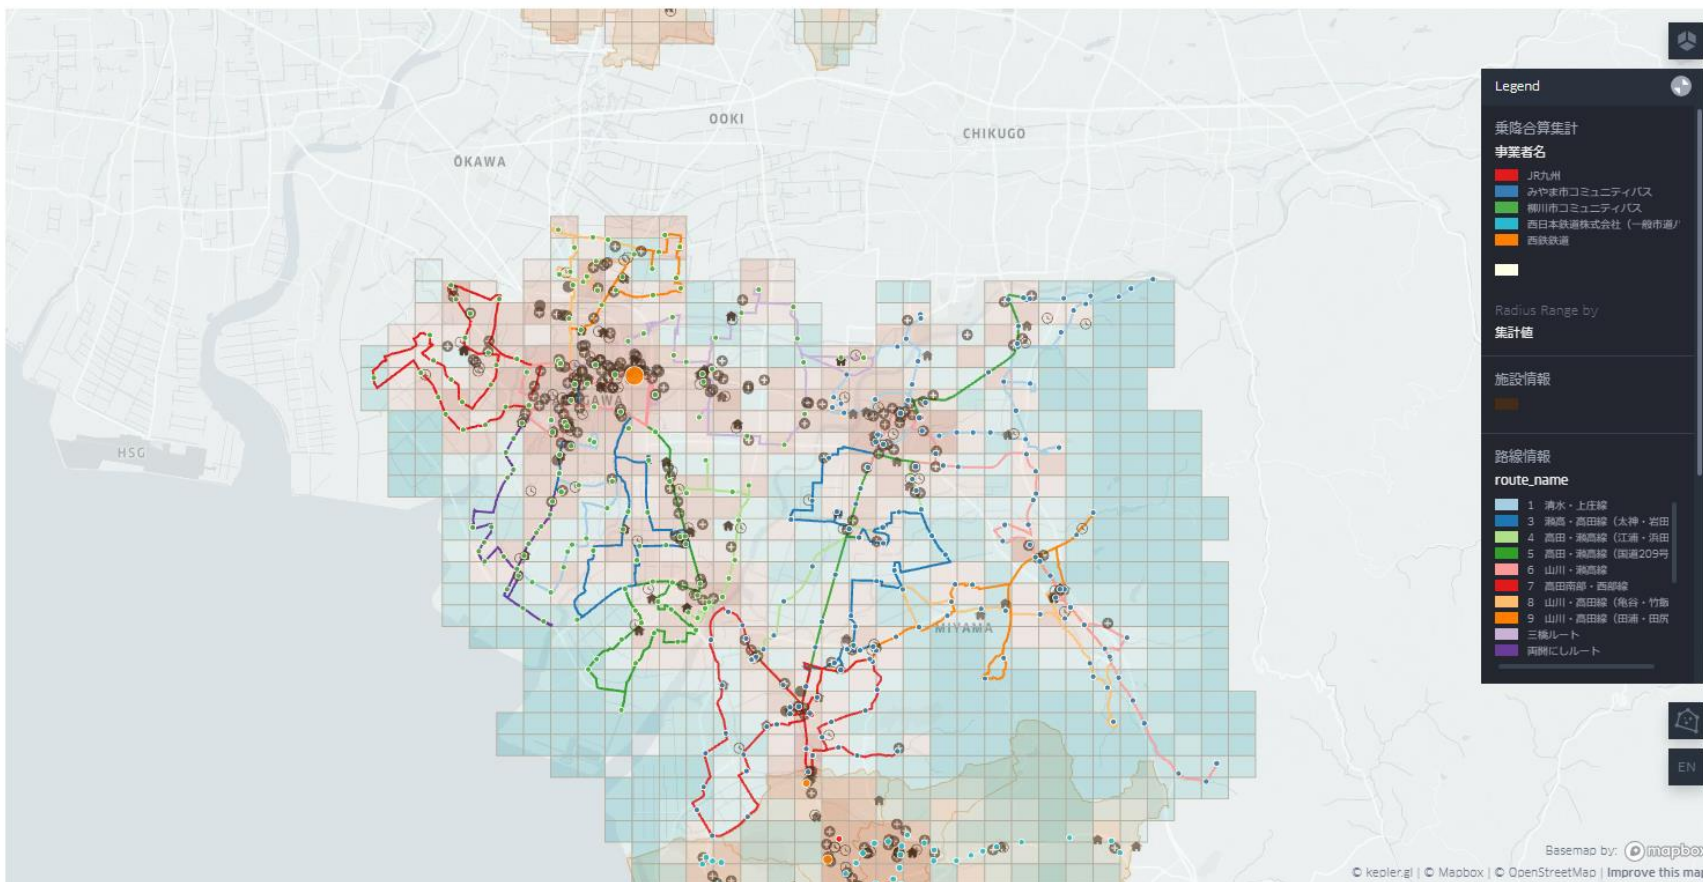 OOKI
CHIKUGO
ŌKAWA
HSG
MIYAMA
Legend
乗降合算集計
事業者名
JR九州
みやま市コミュニティバス
柳川市コミュニティバス
西日本鉄道株式会社（一般市道バ
西鉄鉄道
Radius Range by
集計値
施設情報
路線情報
route_name
1 清水・上庄線
3 瀬高・高田線（太神・岩田
4 高田・瀬高線（江浦・浜田
5 高田・瀬高線（国道209号
6 山川・瀬高線
7 高田南部・西部線
8 山川・高田線（亀谷・竹飯
9 山川・高田線（田浦・田尻
三橋ルート
両開にしルート
EN
Basemap by: mapbox
© kepler.gl | © Mapbox | © OpenStreetMap | Improve this map